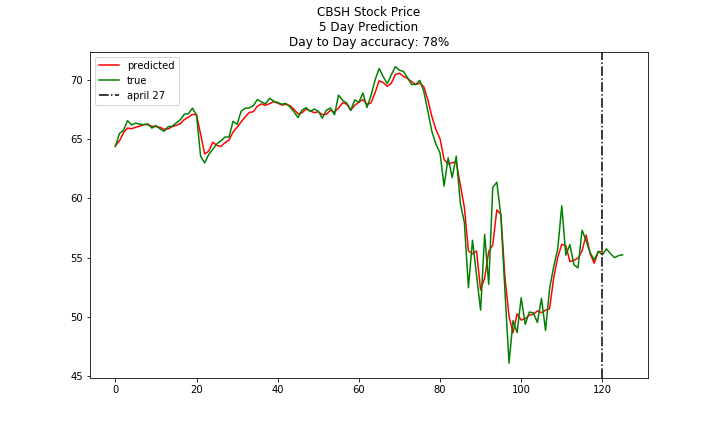 CBSH Stock Price
5 Day Prediction
Day to Day accuracy: 78%
predicted
true
april 27
70
65
60
55
50
45
0
20
40
60
80
100
120